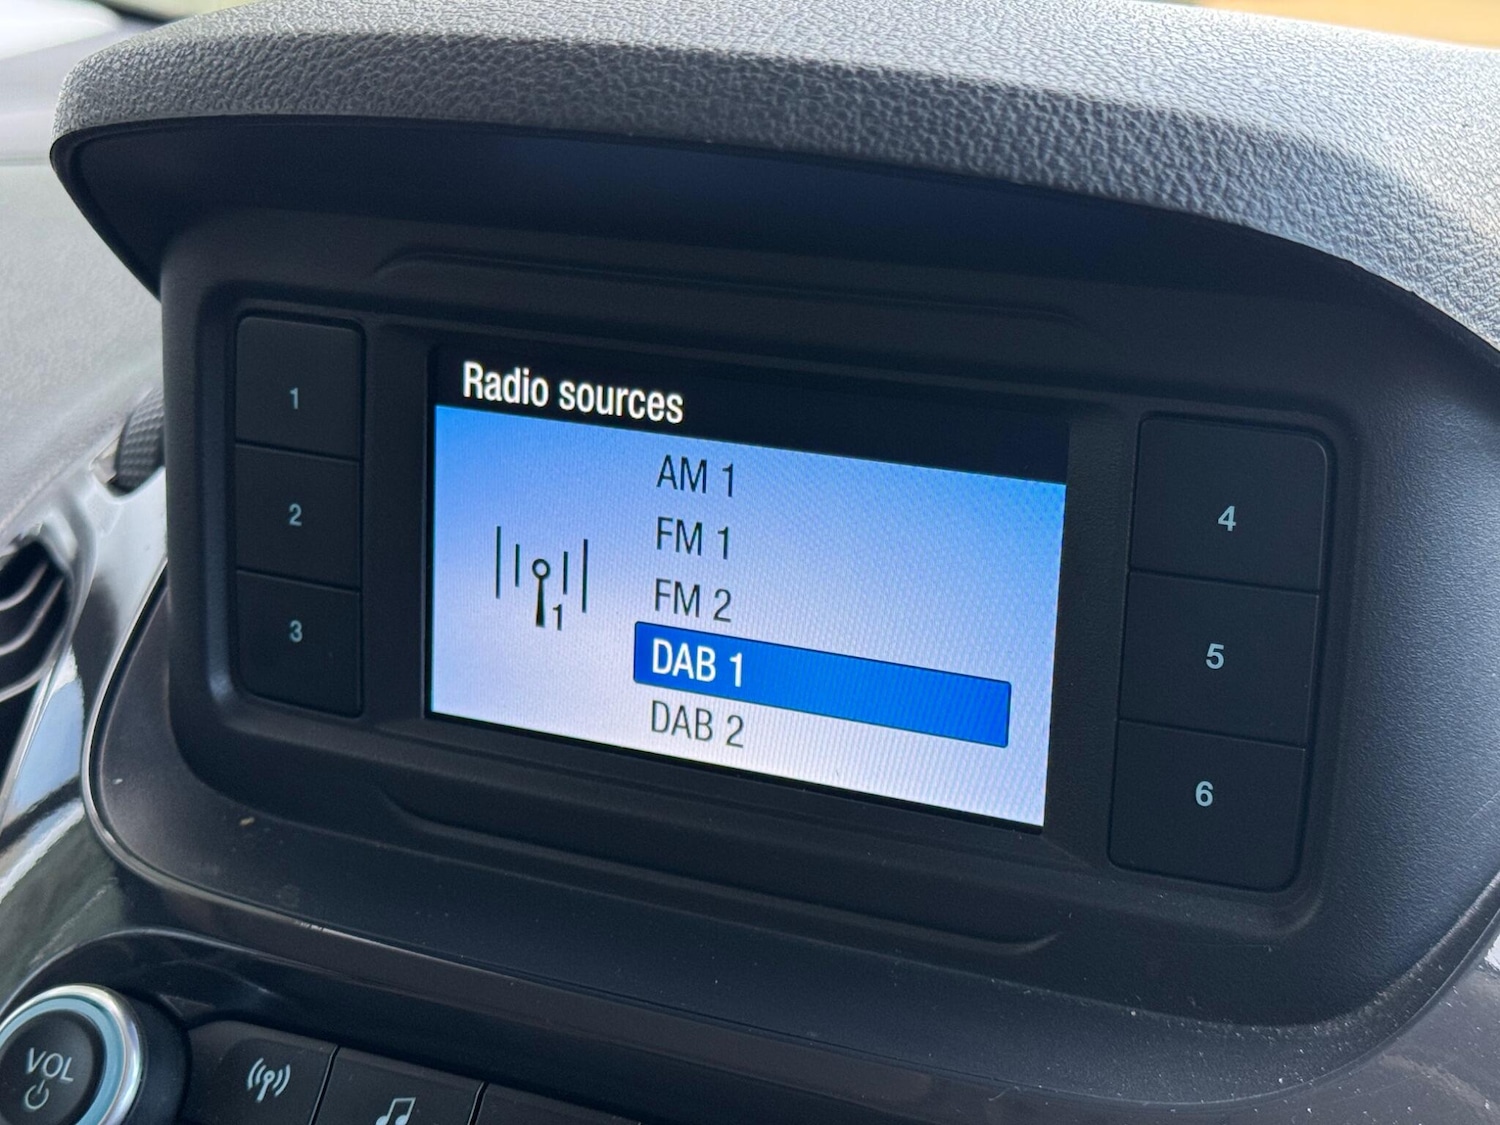 Radio sources
AM 1
FM 1
FM 2
DAB 1
DAB 2
1
1
2
3
4
5
6
VOL